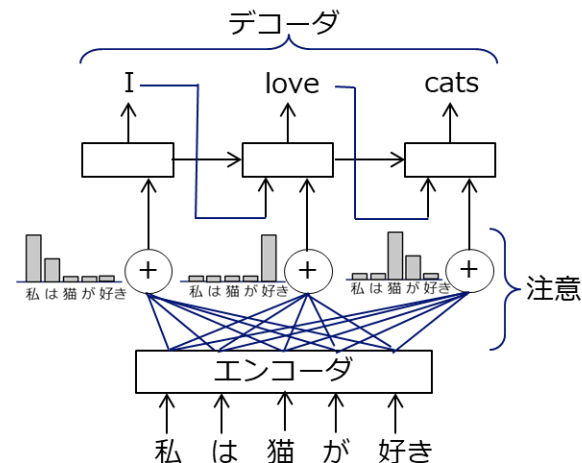 デコーダ
I love cats
+ + +
私 は 猫 が 好き
私 は 猫 が 好き
私 は 猫 が 好き
注意
エンコーダ
私 は 猫 が 好き